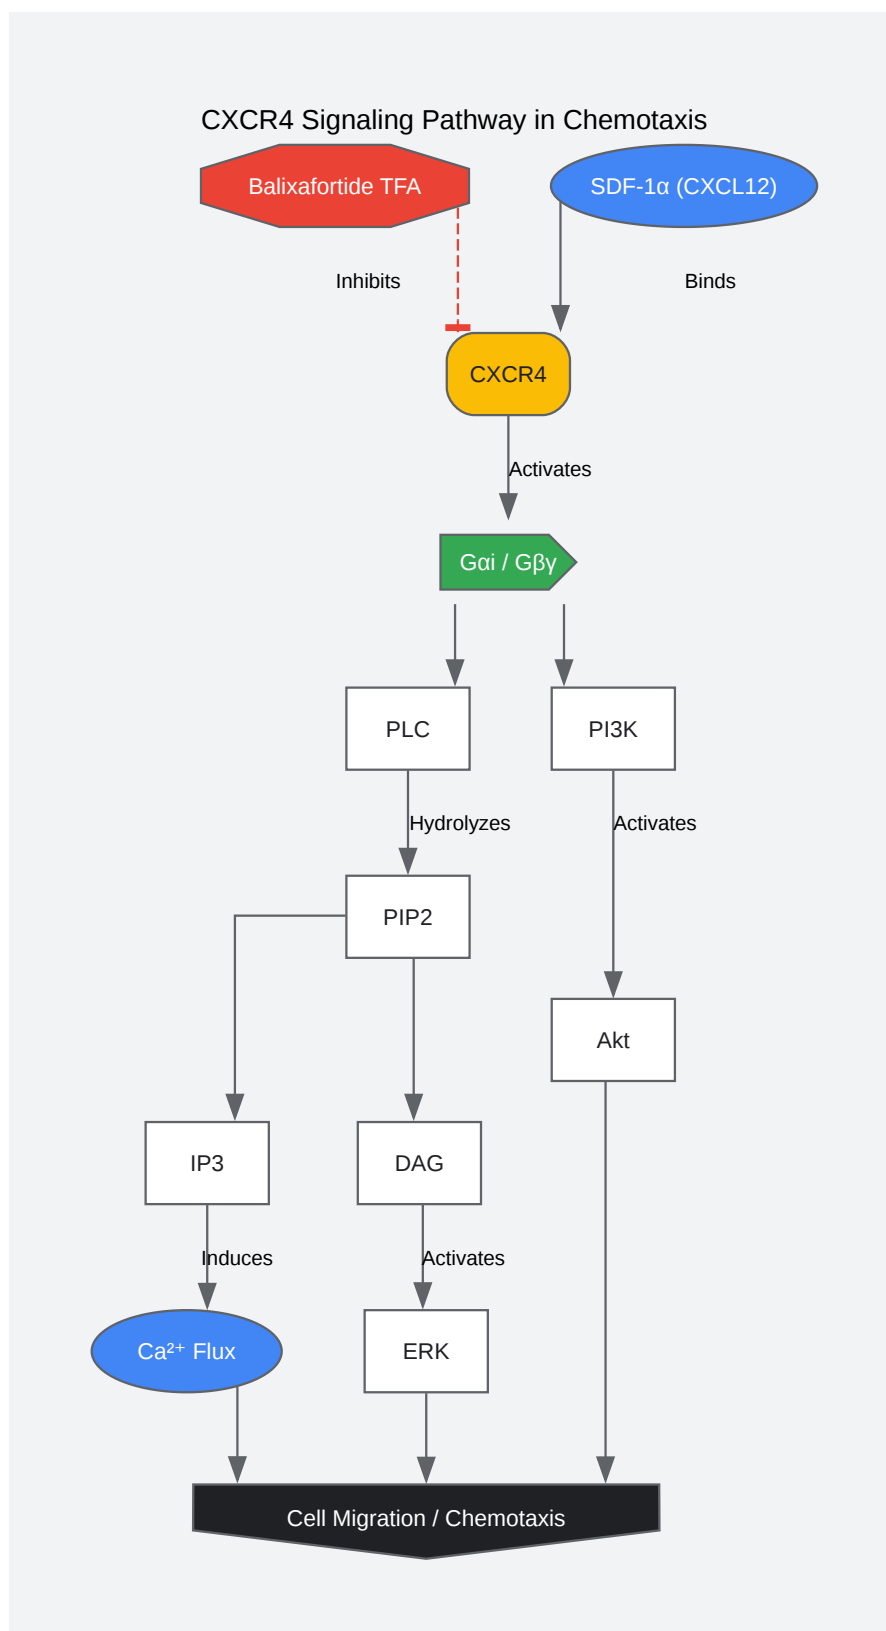 CXCR4 Signaling Pathway in Chemotaxis
Balixafortide TFA
SDF-1α (CXCL12)
Inhibits
Binds
CXCR4
Activates
Gαi / Gβγ
PLC
PI3K
Hydrolyzes
Activates
PIP2
Akt
IP3
DAG
Induces
Activates
Ca²⁺ Flux
ERK
Cell Migration / Chemotaxis